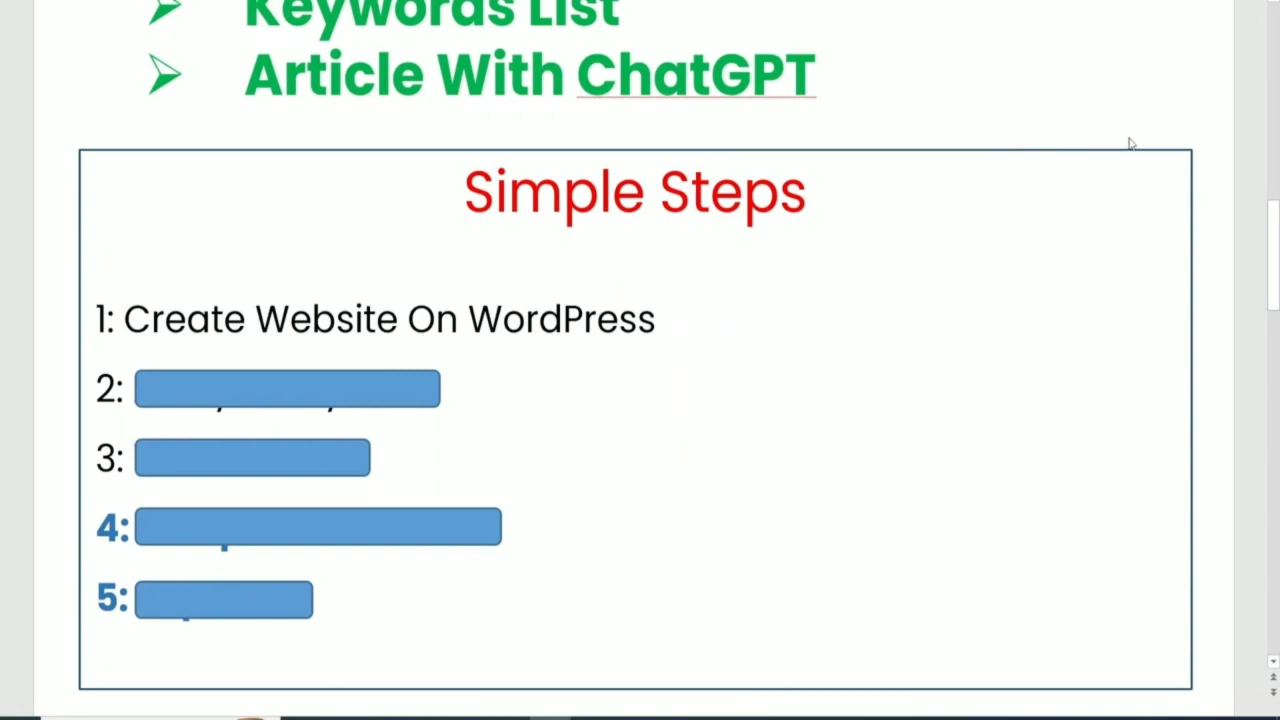 Keywords List
Article With ChatGPT
Simple Steps
1: Create Website On WordPress
2:
3:
4:
5: